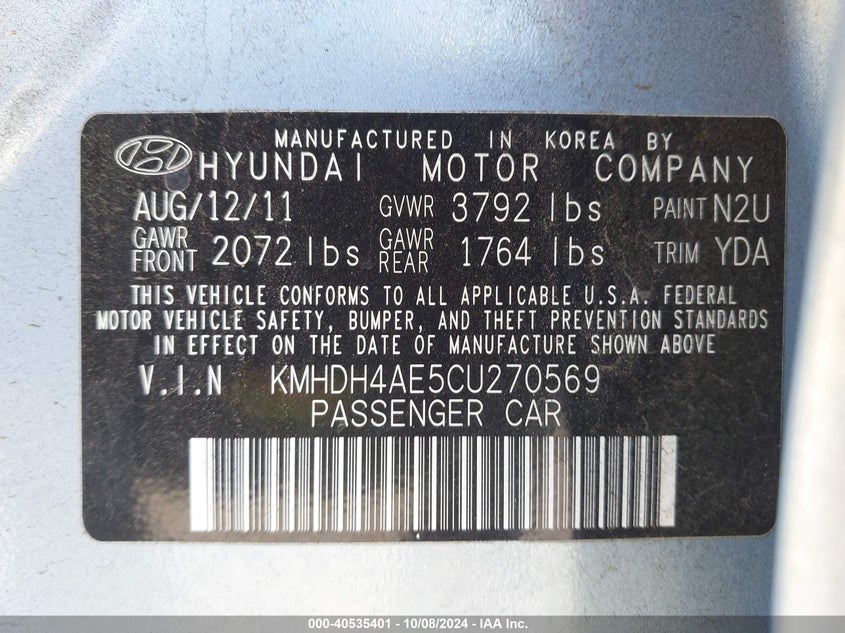 MANUFACTURED IN KOREA BY
HYUNDAI MOTOR COMPANY
AUG/12/11 GVWR 3792 lbs PAINT N2U
GAWR FRONT 2072 lbs GAWR REAR 1764 lbs TRIM YDA
THIS VEHICLE CONFORMS TO ALL APPLICABLE U.S.A. FEDERAL
MOTOR VEHICLE SAFETY, BUMPER, AND THEFT PREVENTION STANDARDS
IN EFFECT ON THE DATE OF MANUFACTURE SHOWN ABOVE.
V.I.N KMHDH4AE5CU270569
PASSENGER CAR
000-40535401 - 10/08/2024 - IAA Inc.